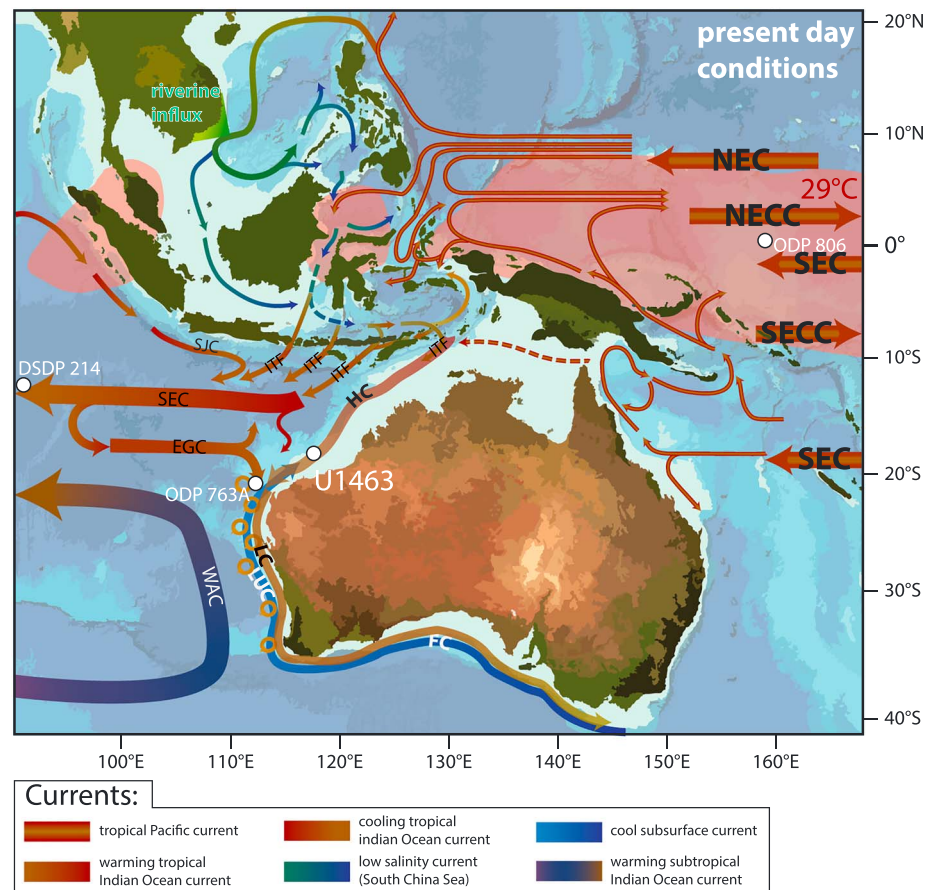 present day
conditions
20°N
riverine
influx
10°N
NEC
29°C
NECC
ODP 806
0°
SEC
SECC
SJC
ITF
ITF
ITF
ITF
10°S
DSDP 214
HC
SEC
EGC
U1463
SEC
20°S
ODP 763A
LC
LUC
WAC
30°S
FC
40°S
100°E
110°E
120°E
130°E
140°E
150°E
160°E
Currents:
tropical Pacific current
cooling tropical
indian Ocean current
cool subsurface current
warming tropical
Indian Ocean current
low salinity current
(South China Sea)
warming subtropical
Indian Ocean current